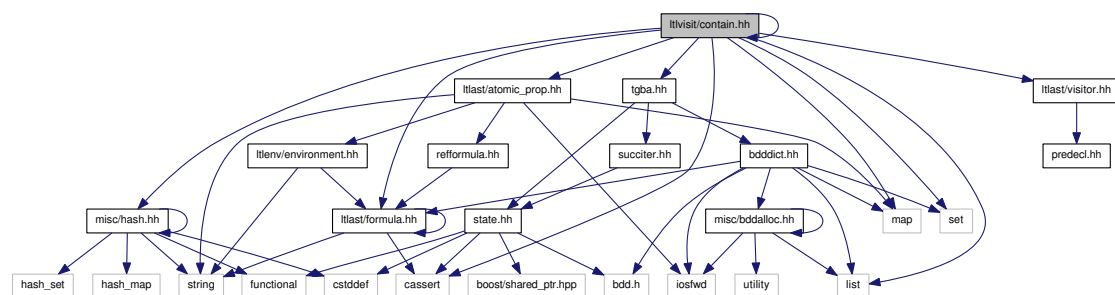 ltlvisit/contain.hh
ltlast/atomic_prop.hh
tgba.hh
ltlast/visitor.hh
ltlenv/environment.hh
refformula.hh
succiter.hh
bdddict.hh
predecl.hh
misc/hash.hh
ltlast/formula.hh
state.hh
misc/bddalloc.hh
map
set
hash_set
hash_map
string
functional
cstddef
cassert
boost/shared_ptr.hpp
bdd.h
iosfwd
utility
list